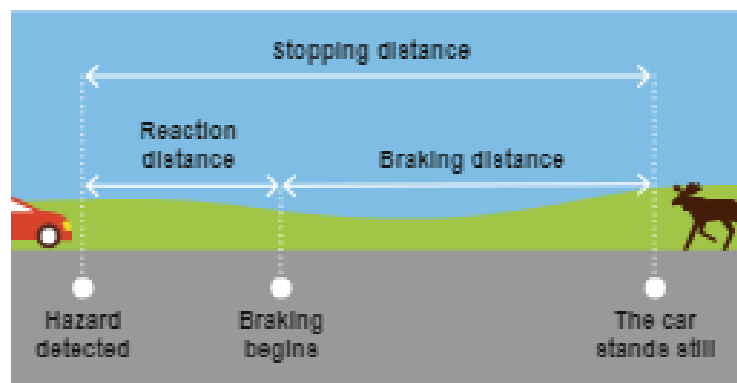 Stopping distance
Reaction
distance
Braking distance
Hazard
detected
Braking
begins
The car
stands still